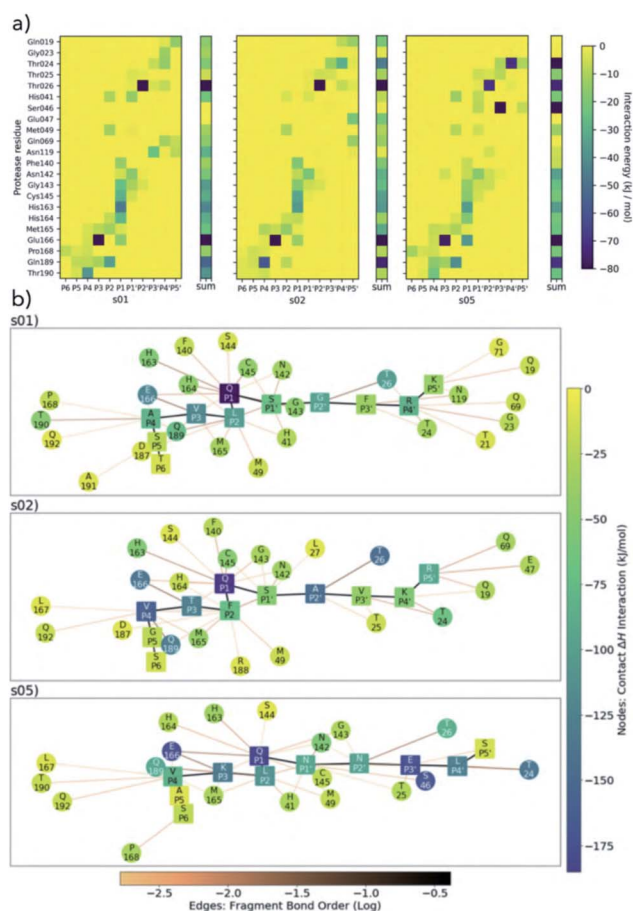 a)
Protease residue
Gln019
Gly023
Thr024
Thr025
Thr026
His041
Ser046
Glu047
Met049
Gln069
Asn119
Phe140
Asn142
Gly143
Cys145
His163
His164
Met165
Glu166
Pro168
Gln189
Thr190
P6 P5 P4 P3 P2 P1 P1' P2' P3' P4' P5' sum
s01
P6 P5 P4 P3 P2 P1 P1' P2' P3' P4' P5' sum
s02
P6 P5 P4 P3 P2 P1 P1' P2' P3' P4' P5' sum
s05
0
−10
−20
−30
−40
−50
−60
−70
−80
Interaction energy (kJ / mol)
b)
s01)
S 144
F 140
H 163
C 145
N 142
H 164
E 166
Q P1
P 168
T 190
Q 192
A P4
V P3
L P2
S P1'
G 143
G P2'
T 26
F P3'
R P4'
K P5'
N 119
G 71
Q 19
Q 69
G 23
T 21
T 24
Q 189
S P5
T P6
D 187
A 191
M 165
H 41
M 49
s02)
F 140
S 144
H 163
C 145
G 143
N 142
L 27
T 26
E 166
H 164
Q P1
S P1'
A P2'
V P3'
K P4'
R P5'
Q 69
E 47
Q 19
T 24
T 25
L 167
Q 192
V P4
T P3
F P2
D 187
G P5
S P6
Q 189
M 165
R 188
M 49
s05)
H 164
H 163
S 144
G 143
N 142
T 26
E 166
Q P1
N P1'
N P2'
E P3'
L P4'
S P5'
T 24
S 46
T 25
L 167
T 190
Q 192
Q 189
V P4
K P3
L P2
A P5
S P6
P 168
M 165
H 41
C 145
M 49
0
−25
−50
−75
−100
−125
−150
−175
Nodes: Contact ΔH Interaction (kJ/mol)
−2.5 −2.0 −1.5 −1.0 −0.5
Edges: Fragment Bond Order (Log)